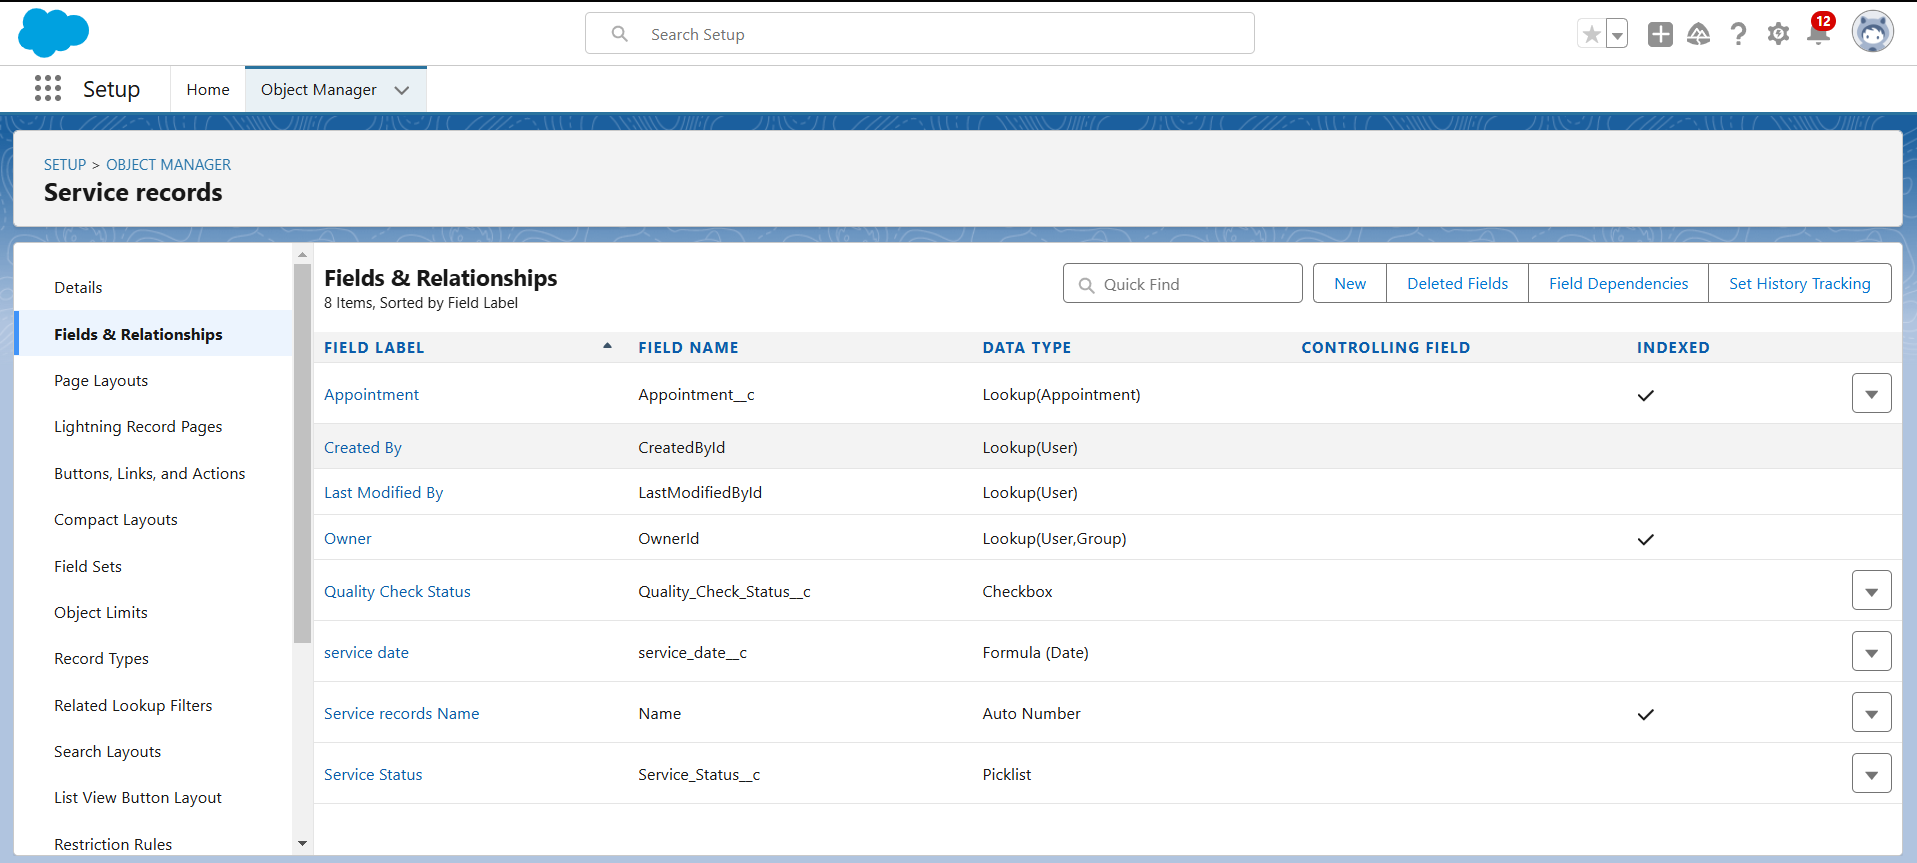 Search Setup
12
Setup
Home
Object Manager
SETUP > OBJECT MANAGER
Service records
Details
Fields & Relationships
Page Layouts
Lightning Record Pages
Buttons, Links, and Actions
Compact Layouts
Field Sets
Object Limits
Record Types
Related Lookup Filters
Search Layouts
List View Button Layout
Restriction Rules
Fields & Relationships
8 Items, Sorted by Field Label
Quick Find
New
Deleted Fields
Field Dependencies
Set History Tracking
FIELD LABEL FIELD NAME DATA TYPE CONTROLLING FIELD INDEXED
Appointment Appointment__c Lookup(Appointment)
Created By CreatedById Lookup(User)
Last Modified By LastModifiedById Lookup(User)
Owner OwnerId Lookup(User,Group)
Quality Check Status Quality_Check_Status__c Checkbox
service date service_date__c Formula (Date)
Service records Name Name Auto Number
Service Status Service_Status__c Picklist